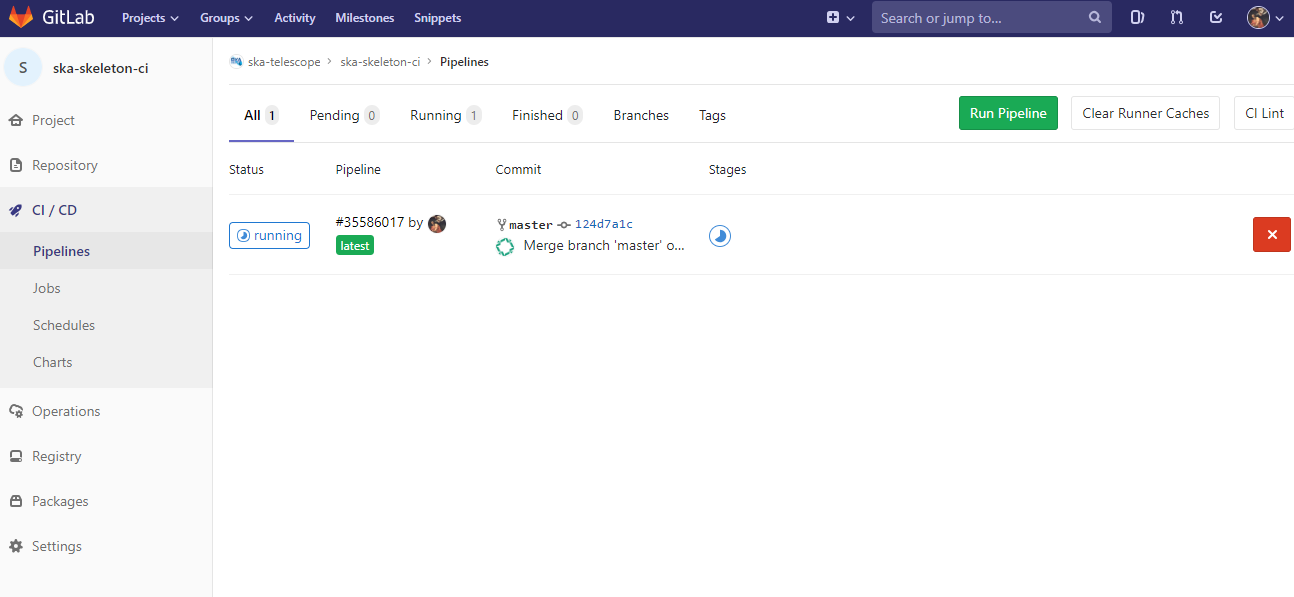 GitLab Projects Groups Activity Milestones Snippets Search or jump to...
S ska-skeleton-ci
Project
Repository
CI / CD
Pipelines
Jobs
Schedules
Charts
Operations
Registry
Packages
Settings
ska-telescope > ska-skeleton-ci > Pipelines
All 1 Pending 0 Running 1 Finished 0 Branches Tags Run Pipeline Clear Runner Caches CI Lint
Status Pipeline Commit Stages
running #35586017 by master 124d7a1c
latest Merge branch 'master' o...